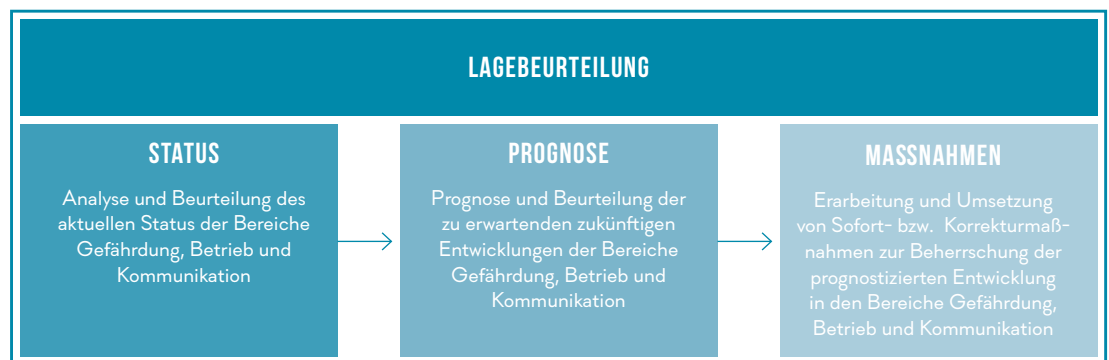 LAGEBEURTEILUNG
STATUS
Analyse und Beurteilung des
aktuellen Status der Bereiche
Gefährdung, Betrieb und
Kommunikation
PROGNOSE
Prognose und Beurteilung der
zu erwartenden zukünftigen
Entwicklungen der Bereiche
Gefährdung, Betrieb und
Kommunikation
MASSNAHMEN
Erarbeitung und Umsetzung
von Sofort- bzw. Korrekturmaß-
nahmen zur Beherrschung der
prognostizierten Entwicklung
in den Bereiche Gefährdung,
Betrieb und Kommunikation